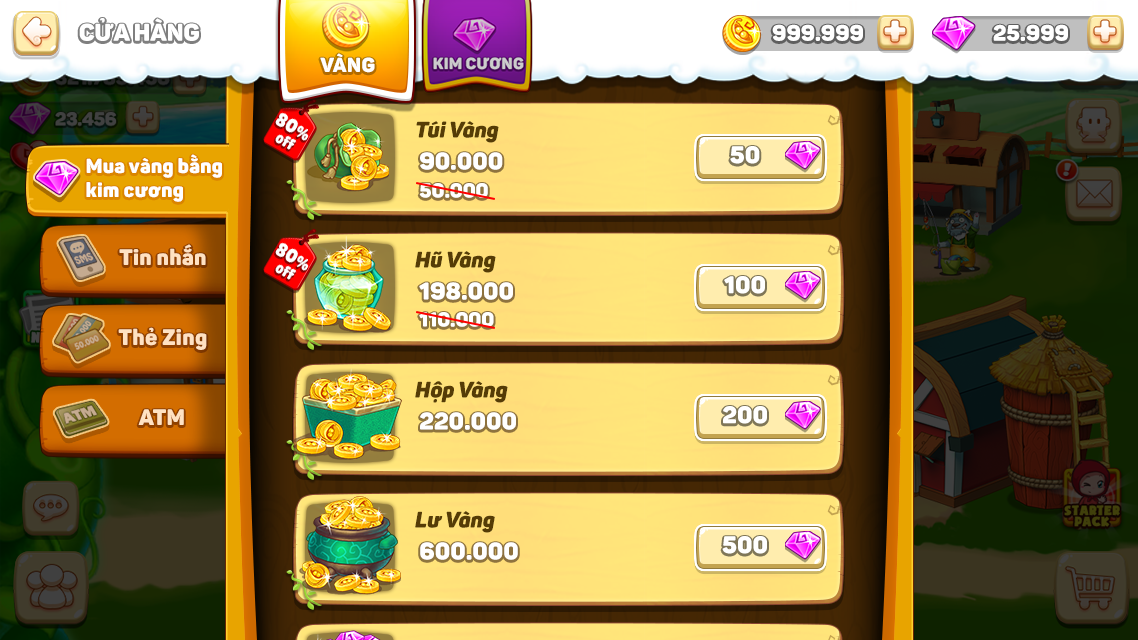 CỬA HÀNG
VÀNG
KIM CƯƠNG
999.999
25.999
23.456
Mua vàng bằng
kim cương
SMS
Tin nhắn
50.000
Thẻ Zing
ATM
ATM
80%
off
Túi Vàng
90.000
50.000
50
80%
off
Hũ Vàng
198.000
110.000
100
Hộp Vàng
220.000
200
Lư Vàng
600.000
500
!
STARTER
PACK